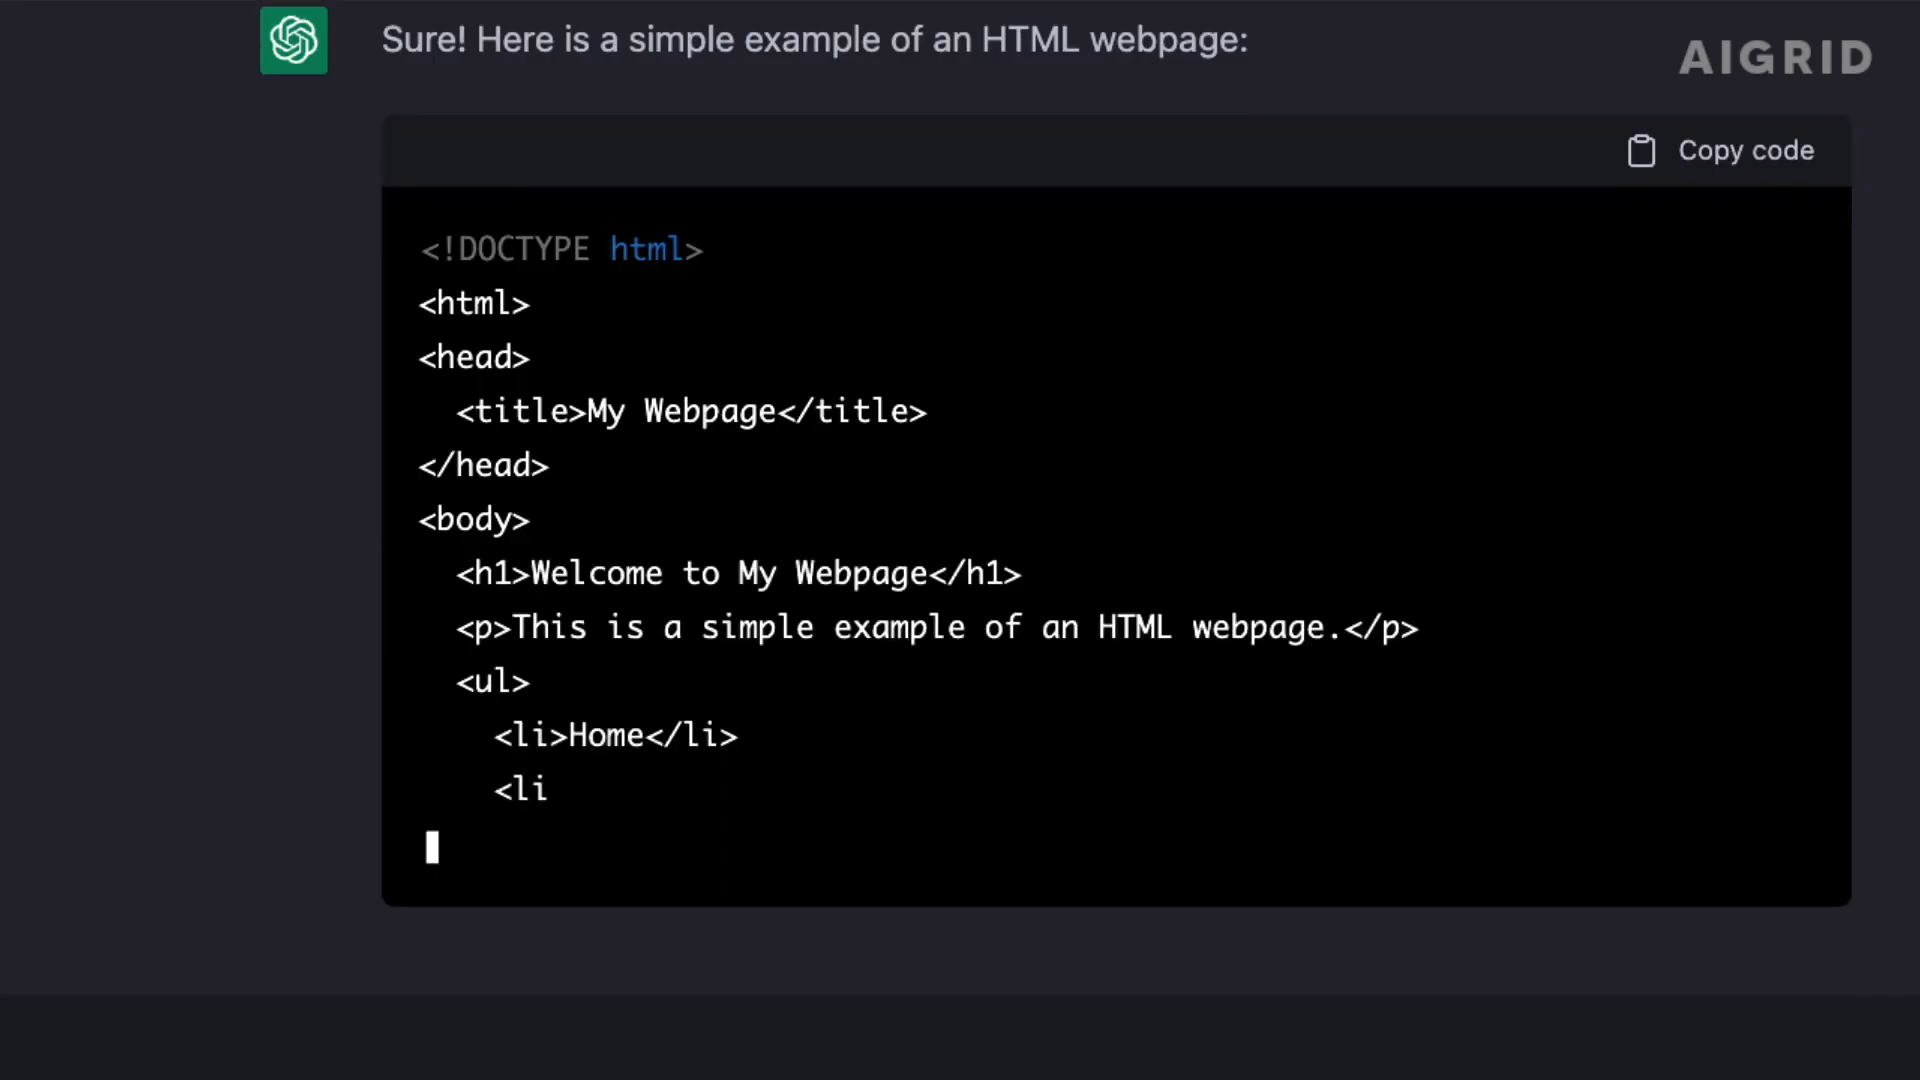 Sure! Here is a simple example of an HTML webpage:
AIGRID
Copy code
<!DOCTYPE html>
<html>
<head>
  <title>My Webpage</title>
</head>
<body>
  <h1>Welcome to My Webpage</h1>
  <p>This is a simple example of an HTML webpage.</p>
  <ul>
    <li>Home</li>
    <li